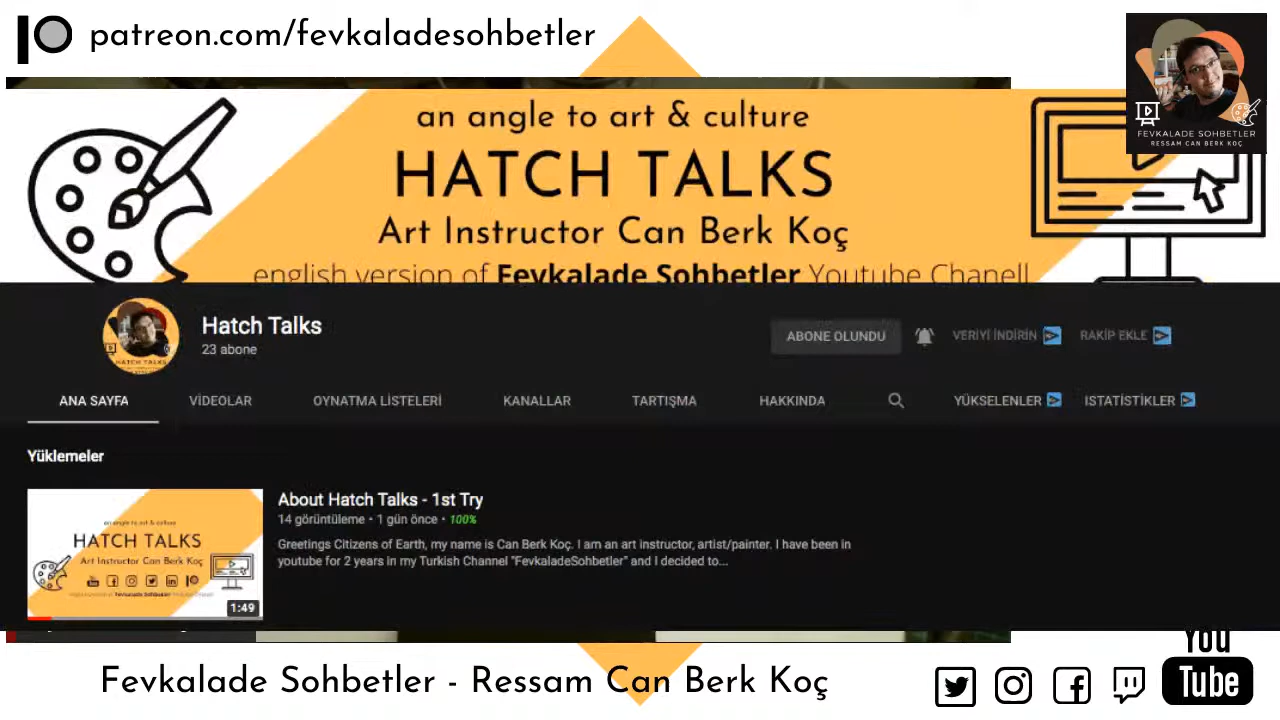 patreon.com/fevkaladesohbetler
FEVKALADE SOHBETLER
RESSAM CAN BERK KOÇ
an angle to art & culture
HATCH TALKS
Art Instructor Can Berk Koç
english version of Fevkalade Sohbetler Youtube Chanell
Hatch Talks
23 abone
ABONE OLUNDU
VERİYİ İNDİRİN
RAKİP EKLE
HATCH TALKS
ANA SAYFA
VİDEOLAR
OYNATMA LİSTELERİ
KANALLAR
TARTIŞMA
HAKKINDA
YÜKSELENLER
ISTATİSTİKLER
Yüklemeler
an angle to art & culture
HATCH TALKS
Art Instructor Can Berk Koç
You Tube
1:49
About Hatch Talks - 1st Try
14 görüntüleme • 1 gün önce • 100%
Greetings Citizens of Earth, my name is Can Berk Koç. I am an art instructor, artist/painter. I have been in
youtube for 2 years in my Turkish Channel "FevkaladeSohbetler" and I decided to...
Fevkalade Sohbetler - Ressam Can Berk Koç
You
Tube